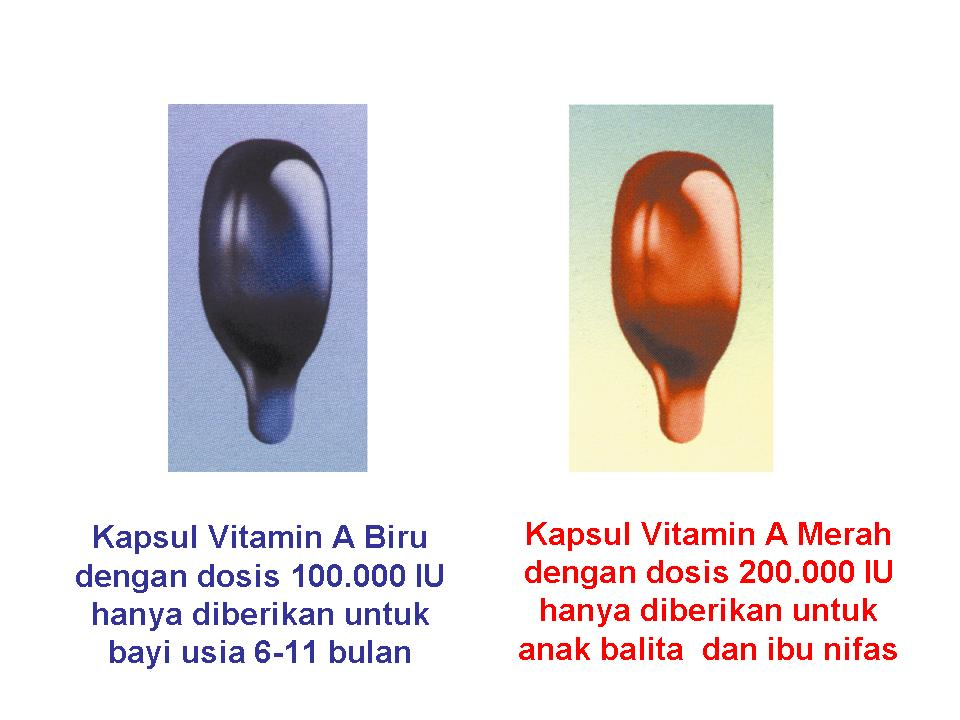 Kapsul Vitamin A Biru
dengan dosis 100.000 IU
hanya diberikan untuk
bayi usia 6-11 bulan
Kapsul Vitamin A Merah
dengan dosis 200.000 IU
hanya diberikan untuk
anak balita  dan ibu nifas